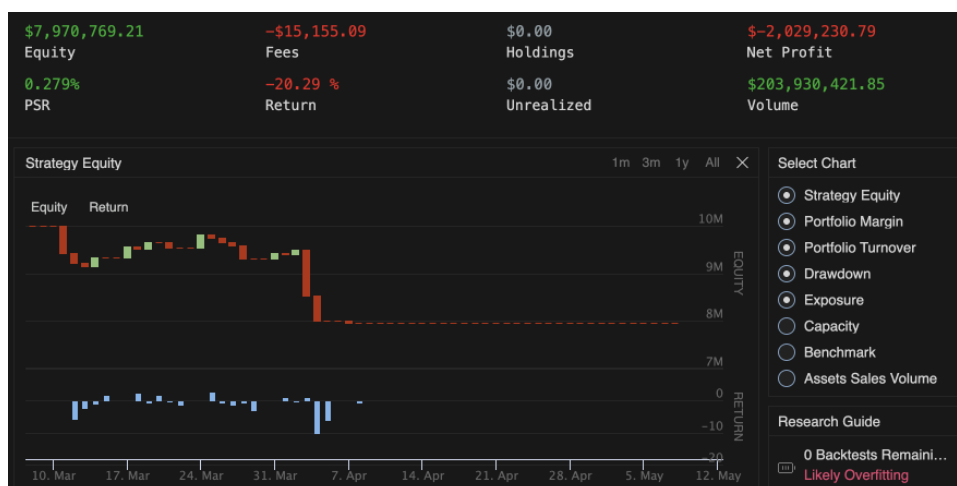 $7,970,769.21 -$15,155.09 $0.00 $-2,029,230.79
Equity Fees Holdings Net Profit
0.279% -20.29 % $0.00 $203,930,421.85
PSR Return Unrealized Volume
Strategy Equity 1m 3m 1y All
Select Chart
Equity Return
10M
9M
8M
7M
EQUITY
0
-10
-20
RETURN
10. Mar 17. Mar 24. Mar 31. Mar 7. Apr 14. Apr 21. Apr 28. Apr 5. May 12. May
Strategy Equity
Portfolio Margin
Portfolio Turnover
Drawdown
Exposure
Capacity
Benchmark
Assets Sales Volume
Research Guide
0 Backtests Remaini...
Likely Overfitting